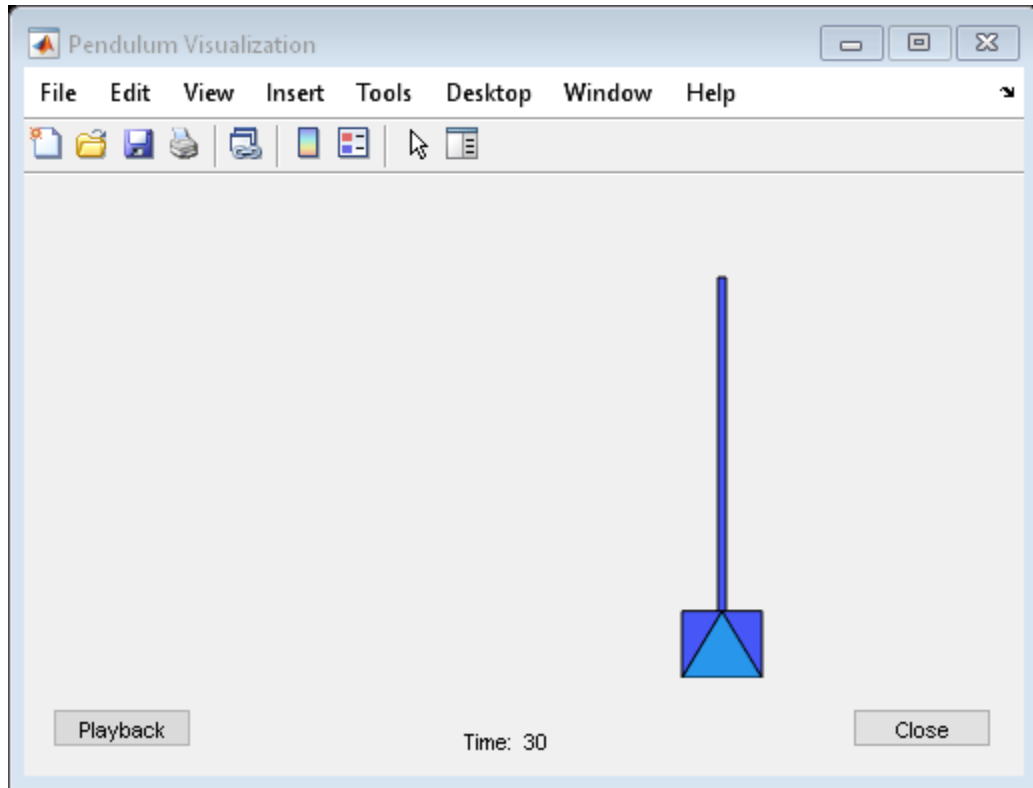 Pendulum Visualization
File Edit View Insert Tools Desktop Window Help
Playback
Time: 30
Close